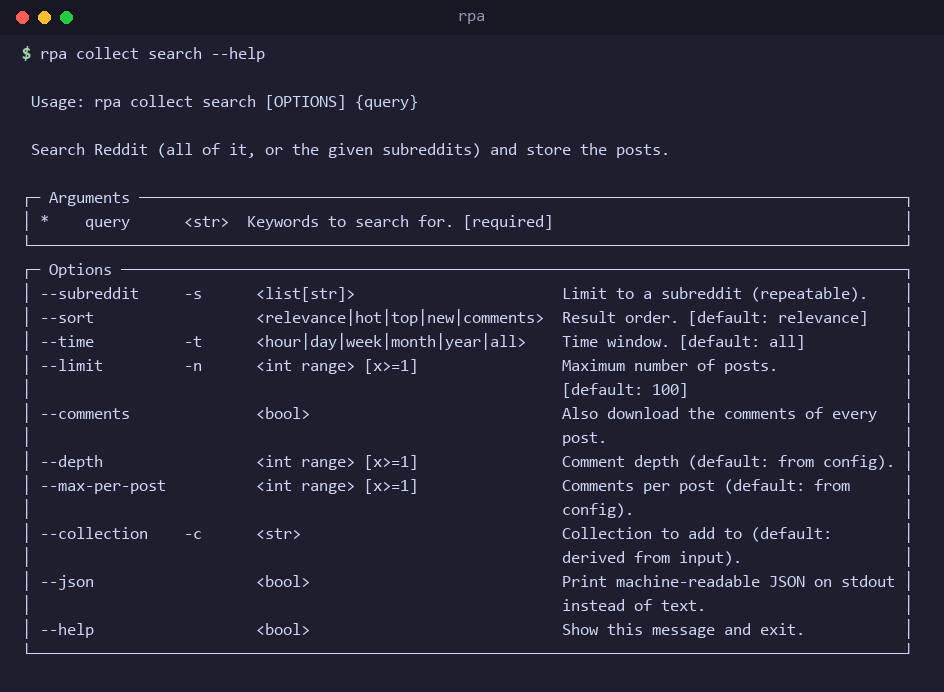 rpa
$ rpa collect search --help
Usage: rpa collect search [OPTIONS] {query}
Search Reddit (all of it, or the given subreddits) and store the posts.
Arguments
* query <str> Keywords to search for. [required]
Options
--subreddit -s <list[str]> Limit to a subreddit (repeatable).
--sort <relevance|hot|top|new|comments> Result order. [default: relevance]
--time -t <hour|day|week|month|year|all> Time window. [default: all]
--limit -n <int range> [x>=1] Maximum number of posts.
[default: 100]
--comments <bool> Also download the comments of every
post.
--depth <int range> [x>=1] Comment depth (default: from config).
--max-per-post <int range> [x>=1] Comments per post (default: from
config).
--collection -c <str> Collection to add to (default:
derived from input).
--json <bool> Print machine-readable JSON on stdout
instead of text.
--help <bool> Show this message and exit.